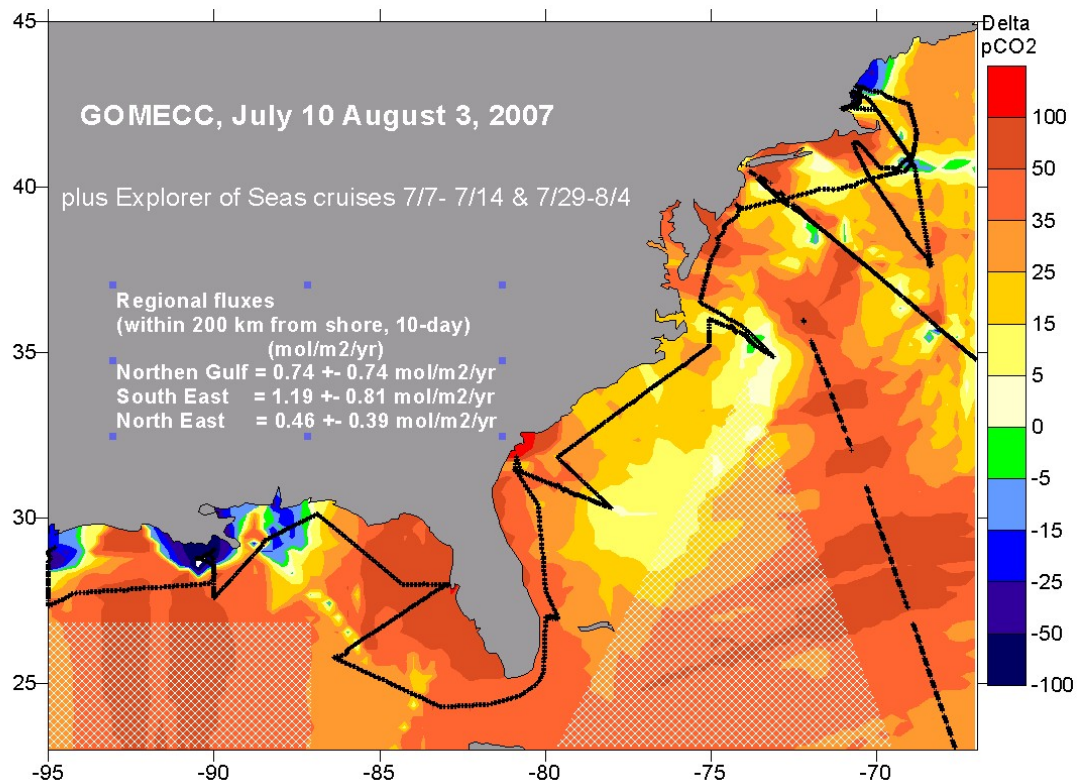 45
Delta
pCO2
GOMECC, July 10 August 3, 2007
100
40
plus Explorer of Seas cruises 7/7- 7/14 & 7/29-8/4
50
35
25
Regional fluxes
(within 200 km from shore, 10-day)
(mol/m2/yr)
Northen Gulf = 0.74 +- 0.74 mol/m2/yr
South East = 1.19 +- 0.81 mol/m2/yr
North East = 0.46 +- 0.39 mol/m2/yr
35
15
5
0
-5
30
-15
-25
-50
25
-100
-95
-90
-85
-80
-75
-70